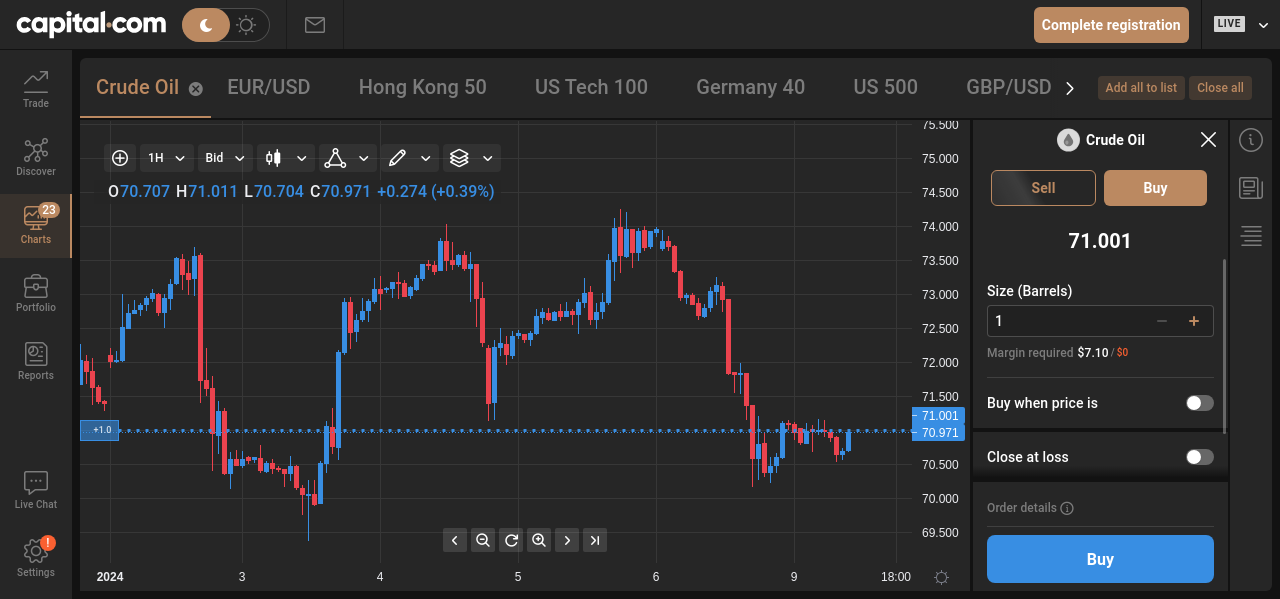 capital.com
Complete registration
LIVE
Trade
Discover
23
Charts
Portfolio
Reports
Live Chat
!
Settings
Crude Oil
EUR/USD
Hong Kong 50
US Tech 100
Germany 40
US 500
GBP/USD
Add all to list
Close all
1H
Bid
O70.707 H71.011 L70.704 C70.971 +0.274 (+0.39%)
+1.0
75.500
75.000
74.500
74.000
73.500
73.000
72.500
72.000
71.500
71.001
70.971
70.500
70.000
69.500
2024
3
4
5
6
9
18:00
Crude Oil
Sell
Buy
71.001
Size (Barrels)
1
Margin required $7.10 / $0
Buy when price is
Close at loss
Order details
Buy